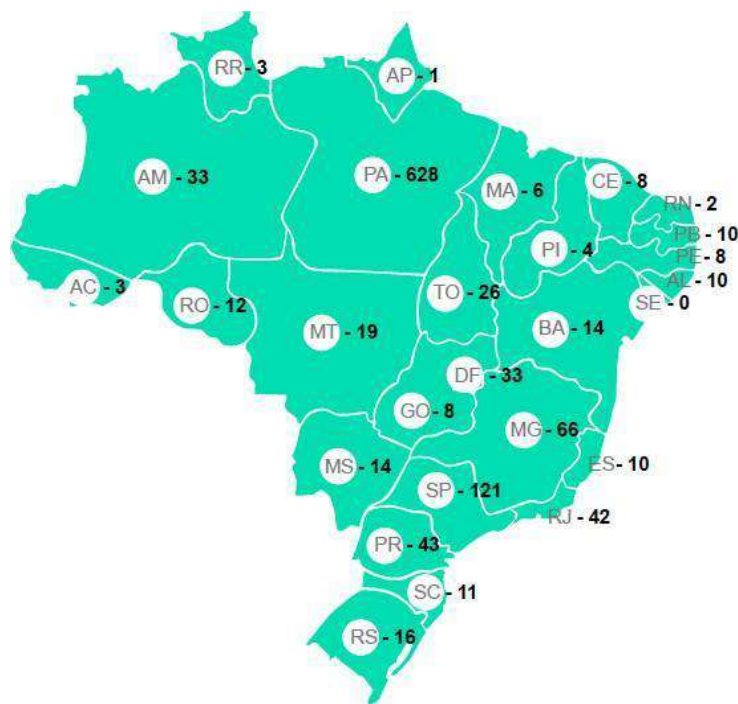 RR - 3
AP - 1
AM - 33
PA - 628
MA - 6
CE - 8
RN - 2
PB - 10
PI - 4
PE - 8
AL - 10
AC - 3
RO - 12
TO - 26
SE - 0
MT - 19
BA - 14
DF - 33
GO - 8
MG - 66
MS - 14
ES - 10
SP - 121
RJ - 42
PR - 43
SC - 11
RS - 16